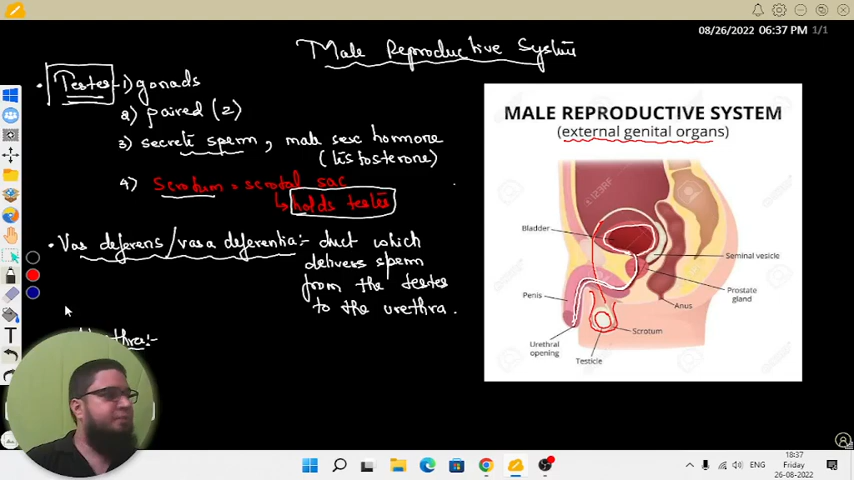 08/26/2022 06:37 PM 1/1
Male Reproductive System
• Testes - 1) gonads
2) paired (2)
3) secrete sperm, male sex hormone
(testosterone)
4) Scrotum = scrotal sac
↳ holds testes
• Vas deferens/vasa deferentia:- duct which
delivers sperm
from the testes
to the urethra.
thra:-
MALE REPRODUCTIVE SYSTEM
(external genital organs)
Bladder
Seminal vesicle
Penis
Prostate
gland
Anus
Urethral
opening
Scrotum
Testicle
123RF
ENG
18:37
Friday
26-08-2022